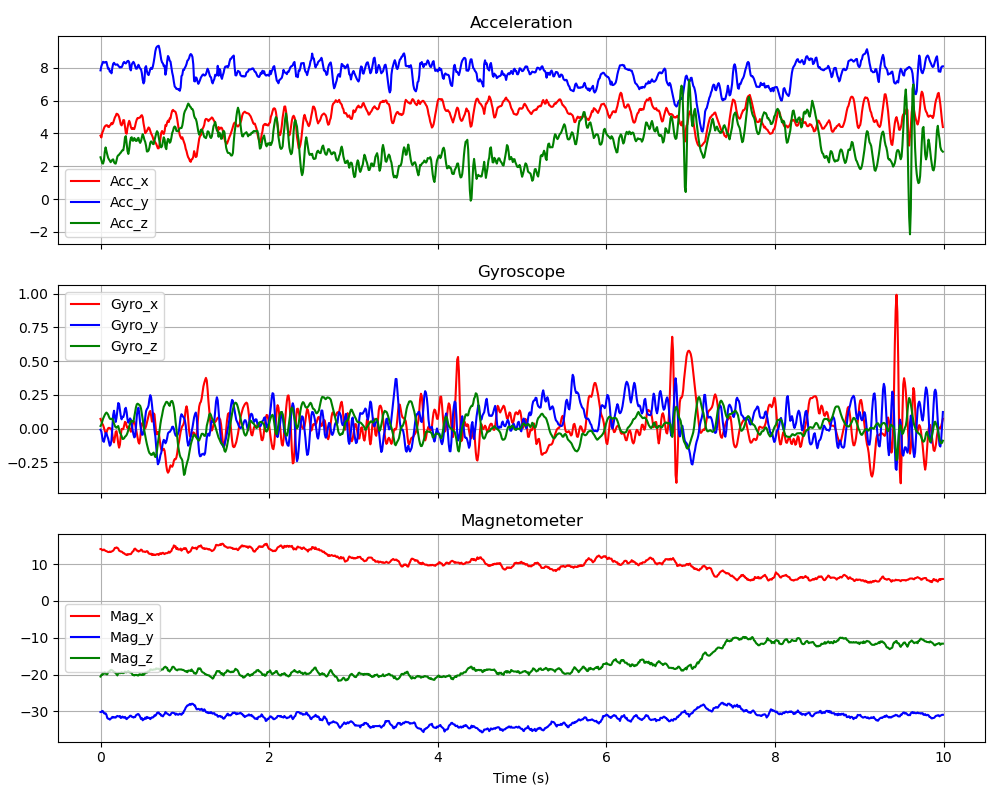 Acceleration
8
6
4
2
0
−2
Acc_x
Acc_y
Acc_z
Gyroscope
1.00
0.75
0.50
0.25
0.00
−0.25
Gyro_x
Gyro_y
Gyro_z
Magnetometer
10
0
−10
−20
−30
Mag_x
Mag_y
Mag_z
0 2 4 6 8 10
Time (s)